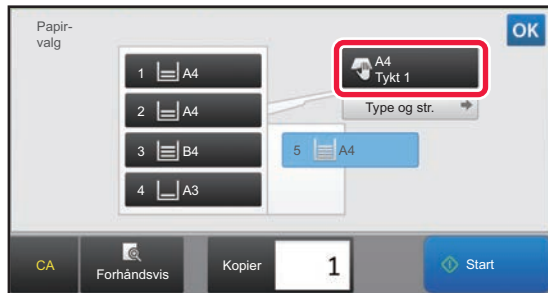 Papir-
valg
OK
A4
Tykt 1
1 A4
2 A4
Type og str.
3 B4
5 A4
4 A3
CA
Forhåndsvis
Kopier
1
Start